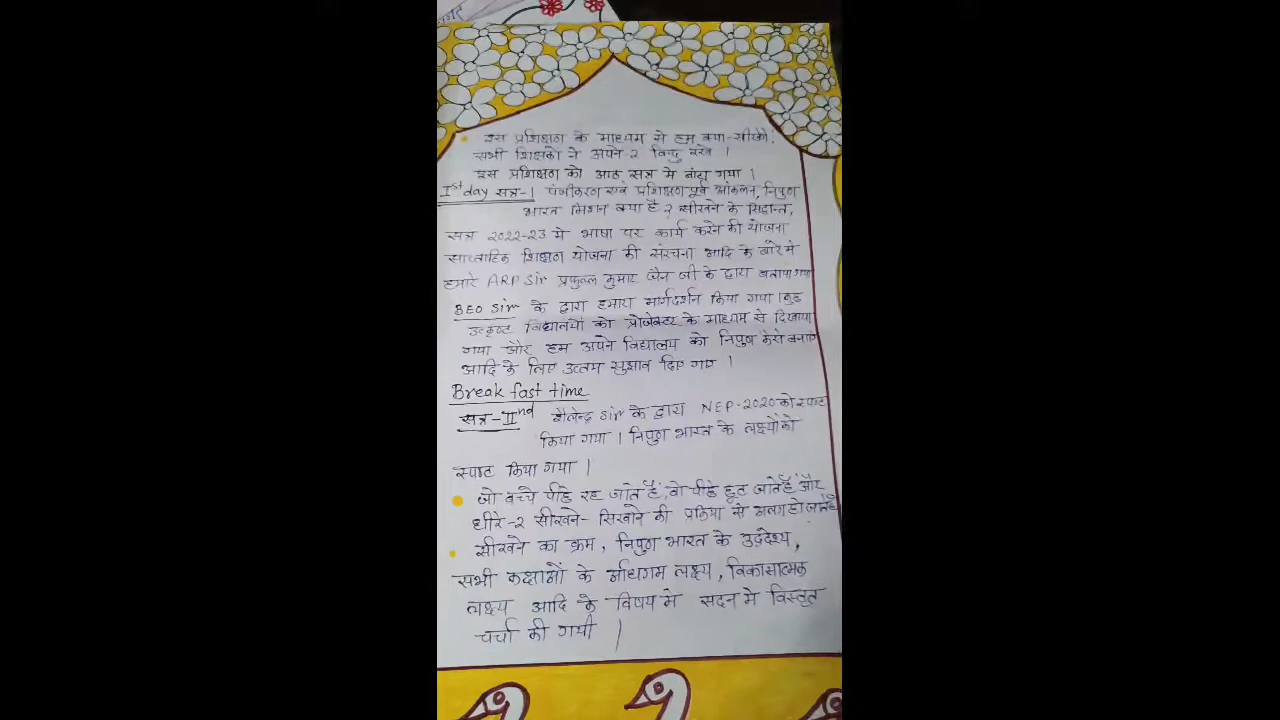 इस प्रशिक्षण के माध्यम से हम क्या-सीखेंगे?
सभी शिक्षकों ने अपने-२ विन्दु रखे ।
इस प्रशिक्षण को आठ सत्र मे बांटा गया ।
Ist day सत्र-1 पंजीकरण एवं प्रशिक्षण पूर्व आंकलन, निपुण
भारत मिशन क्या है? सीखने के सिद्धान्त,
सत्र 2022-23 मे भाषा पर कार्य करने की योजना
साप्ताहिक शिक्षण योजना की संरचना आदि के बारे मे
हमारे ARP Sir प्रफुल्ल कुमार जैन जी के द्वारा बताया गया
BEO Sir के द्वारा हमारा मार्गदर्शन किया गया । कुछ
उत्कृष्ट विद्यालयों को प्रोजेक्टर के माध्यम से दिखाया
गया और हम अपने विद्यालय को निपुण कैसे बनाएं
आदि के लिए उत्तम सुझाव दिए गए ।
Break fast time
सत्र-IInd शैलेन्द्र Sir के द्वारा NEP-2020 को स्पष्ट
किया गया । निपुण भारत के लक्ष्यों को
स्पष्ट किया गया ।
जो बच्चे पीछे रह जाते हैं, वो पीछे छूट जाते हैं और
धीरे-२ सीखने-सिखाने की प्रक्रिया से अलग हो जाते हैं
सीखने का क्रम, निपुण भारत के उद्देश्य,
सभी कक्षाओं के अधिगम लक्ष्य, विकासात्मक
लक्ष्य आदि के विषय मे सदन मे विस्तृत
चर्चा की गयी ।